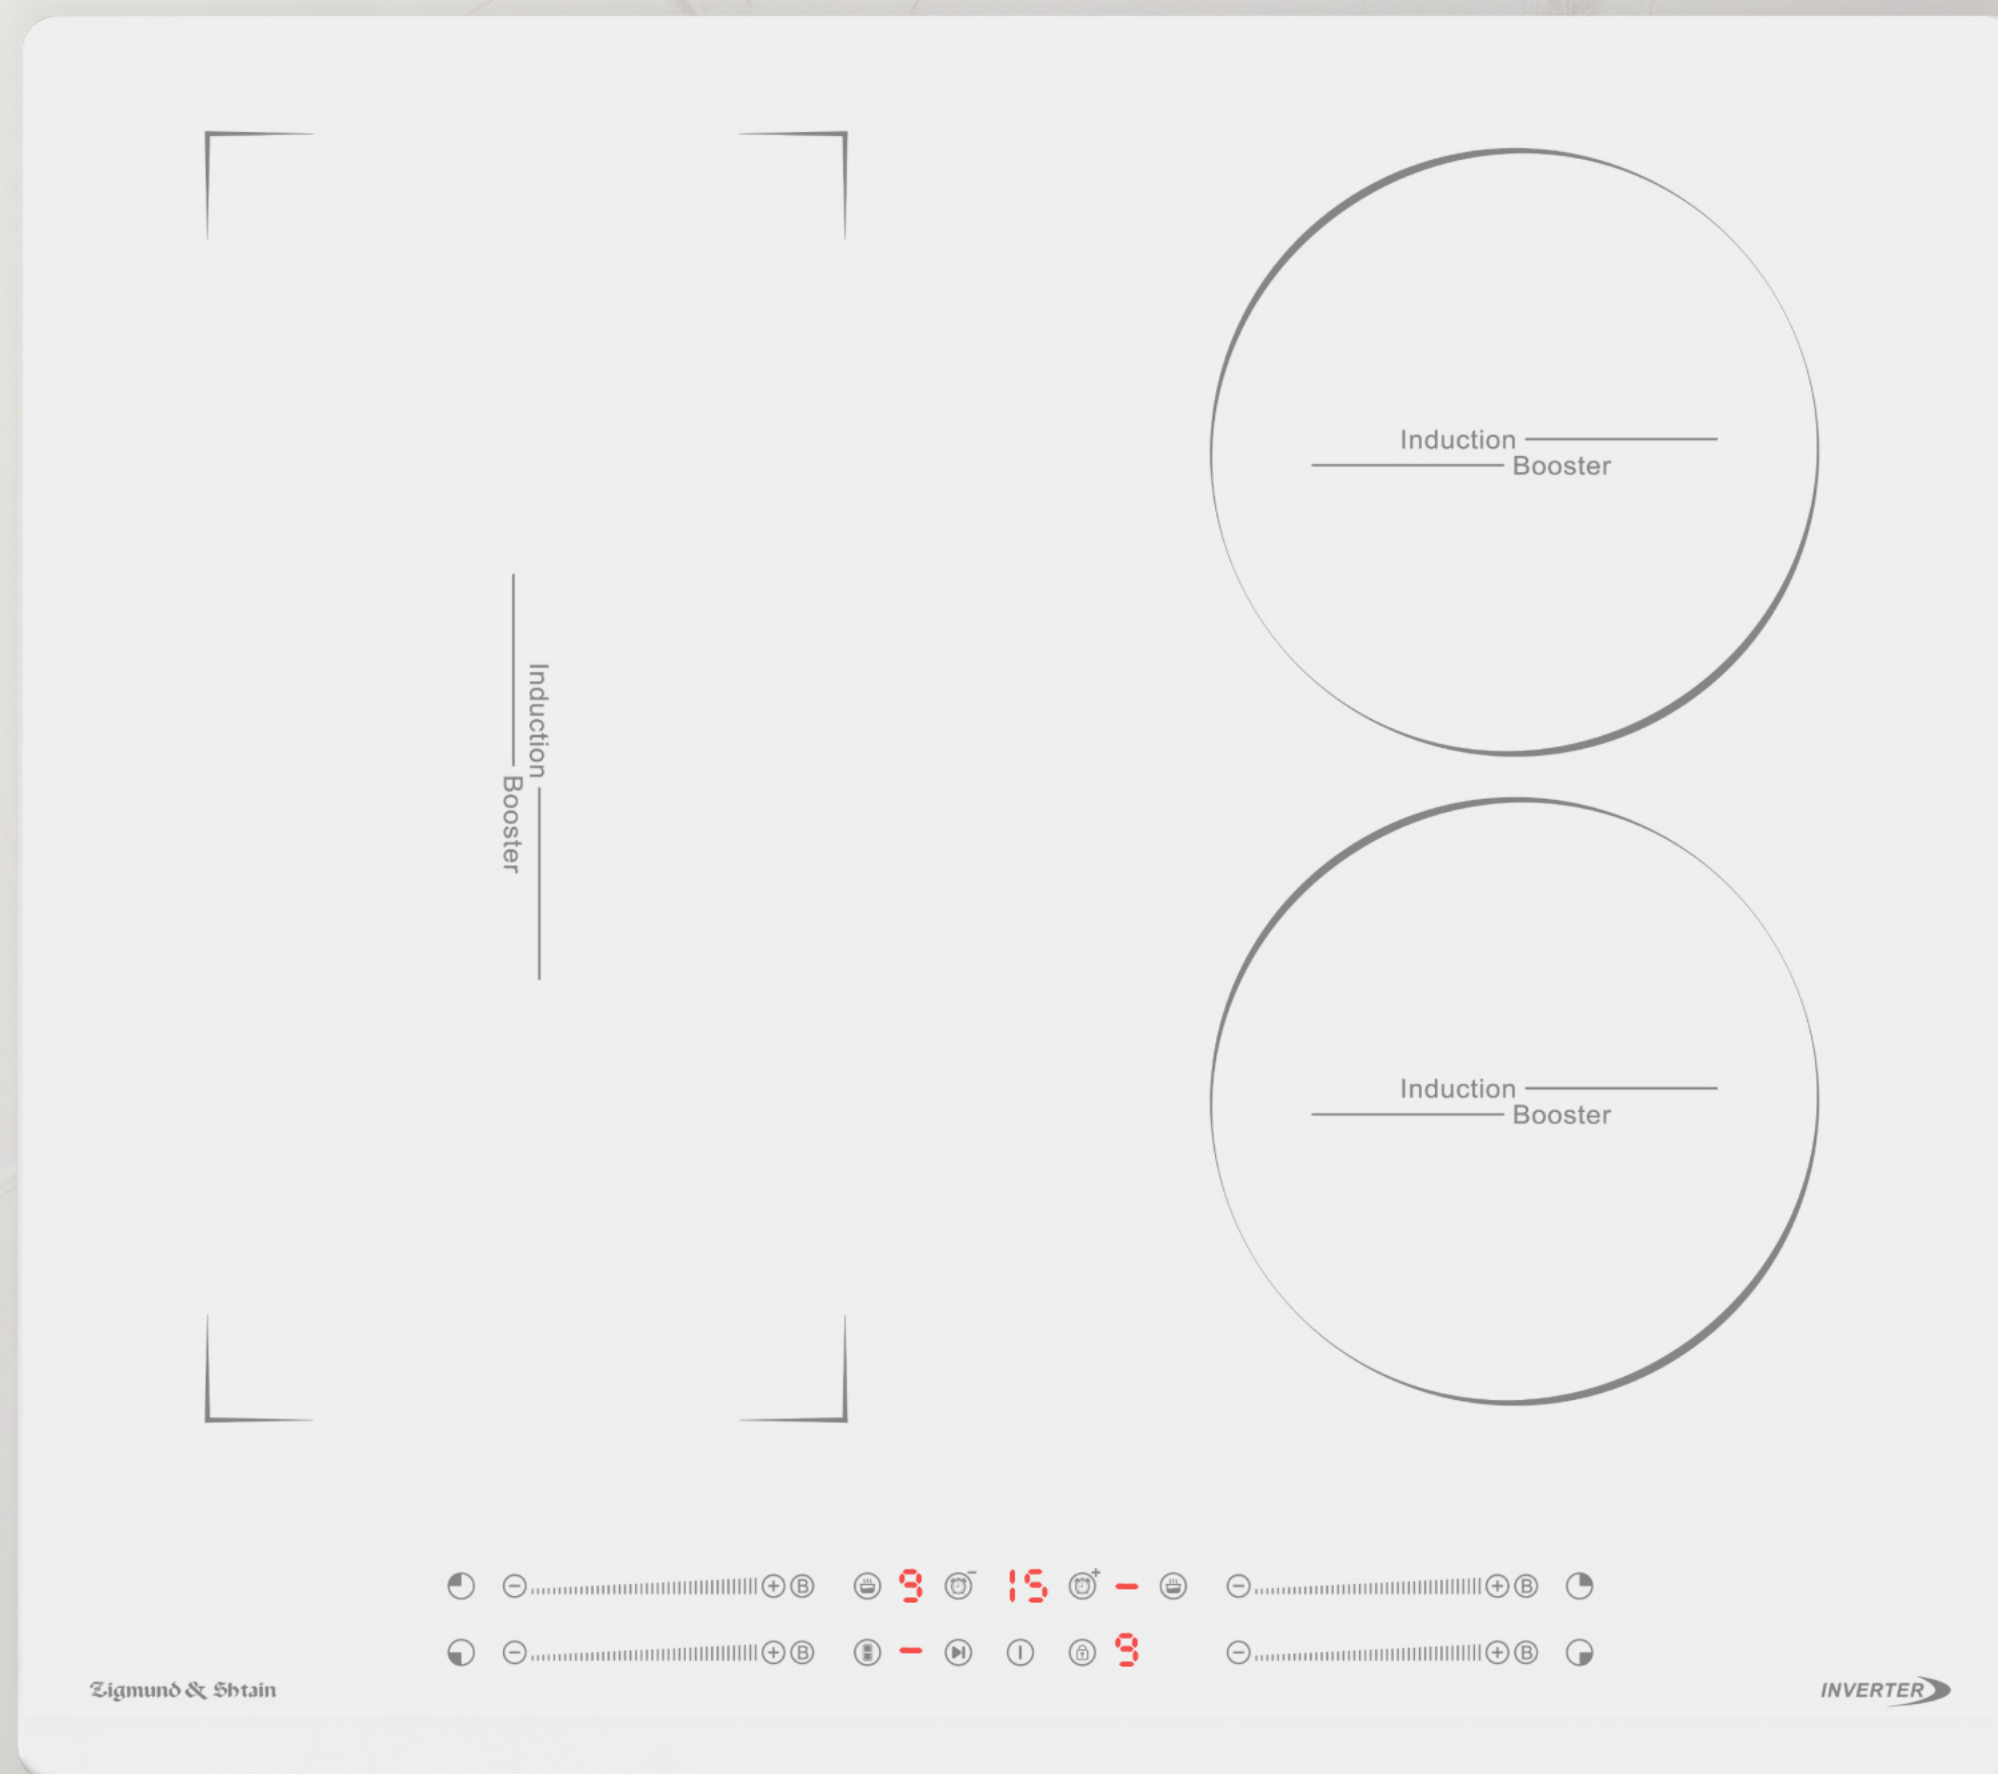 Induction
Booster
Induction
Booster
Induction
Booster
B 9 15 - B
B - 9 B
Zigmund & Shtain
INVERTER